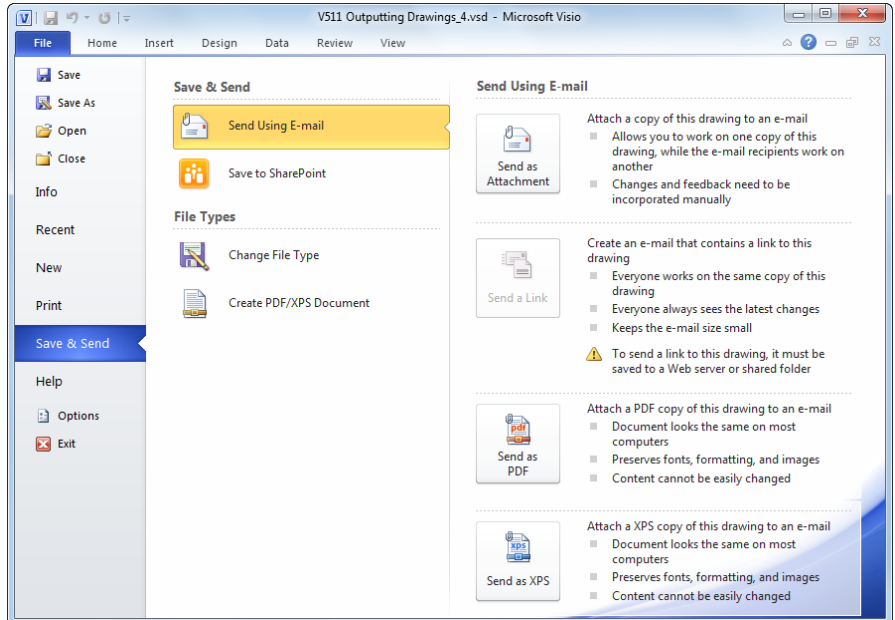 V511 Outputting Drawings_4.vsd - Microsoft Visio
File Home Insert Design Data Review View
Save
Save As
Open
Close
Info
Recent
New
Print
Save & Send
Help
Options
Exit
Save & Send
Send Using E-mail
Save to SharePoint
File Types
Change File Type
Create PDF/XPS Document
Send Using E-mail
Send as
Attachment
Attach a copy of this drawing to an e-mail
Allows you to work on one copy of this
drawing, while the e-mail recipients work on
another
Changes and feedback need to be
incorporated manually
Send a Link
Create an e-mail that contains a link to this
drawing
Everyone works on the same copy of this
drawing
Everyone always sees the latest changes
Keeps the e-mail size small
To send a link to this drawing, it must be
saved to a Web server or shared folder
pdf
Send as
PDF
Attach a PDF copy of this drawing to an e-mail
Document looks the same on most
computers
Preserves fonts, formatting, and images
Content cannot be easily changed
xps
Send as XPS
Attach a XPS copy of this drawing to an e-mail
Document looks the same on most
computers
Preserves fonts, formatting, and images
Content cannot be easily changed